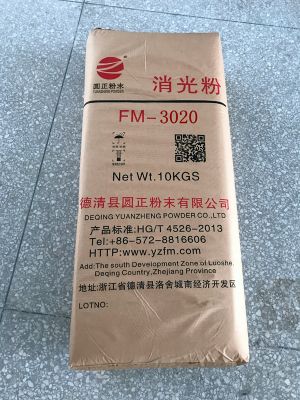 圆正粉末
YUANZHENG POWDER
消光粉
FM-3020
Net Wt.10KGS
德清县圆正粉末有限公司
DEQING YUANZHENG POWDER CO.,LTD
产品标准:HG/T 4526-2013
Tel:+86-572-8816606
HTTP:www.yzfm.com
Add:The south Development Zone of Luoshe,
Deqing Country,Zhejiang Province
地址:浙江省德清县洛舍城南经济开发区
LOTNO: